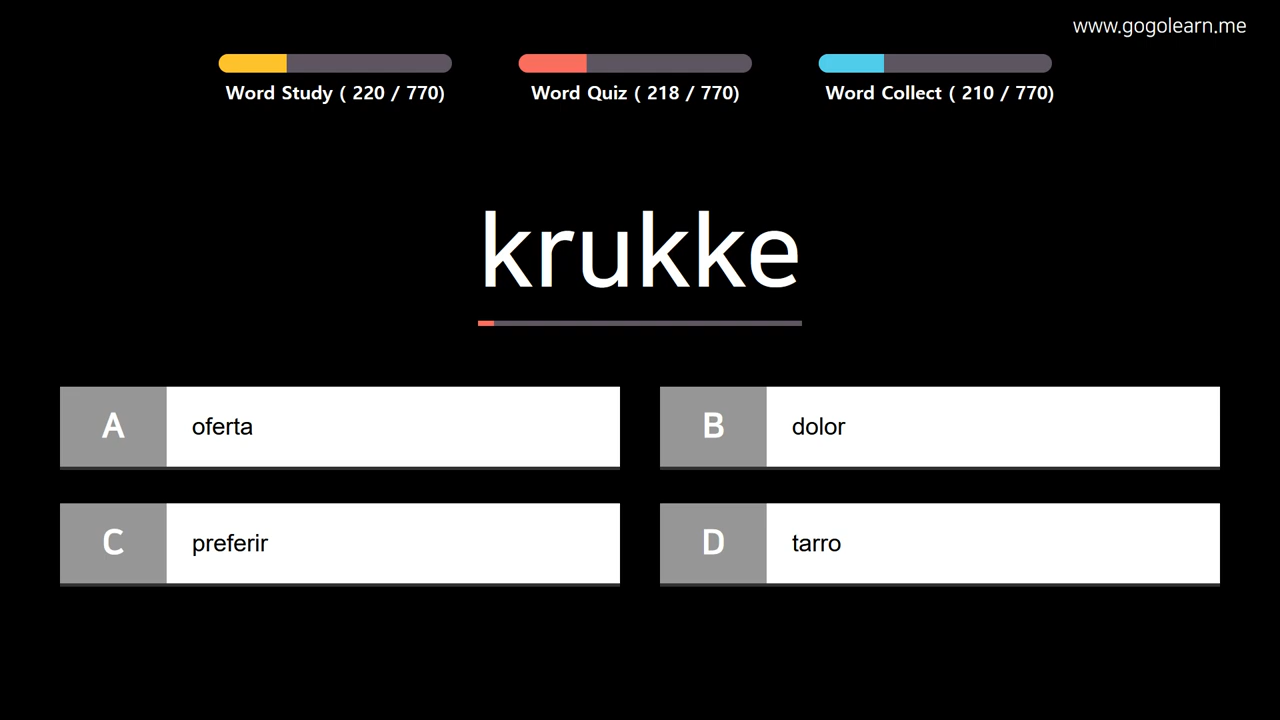 www.gogolearn.me
Word Study ( 220 / 770)
Word Quiz ( 218 / 770)
Word Collect ( 210 / 770)
krukke
A oferta
B dolor
C preferir
D tarro